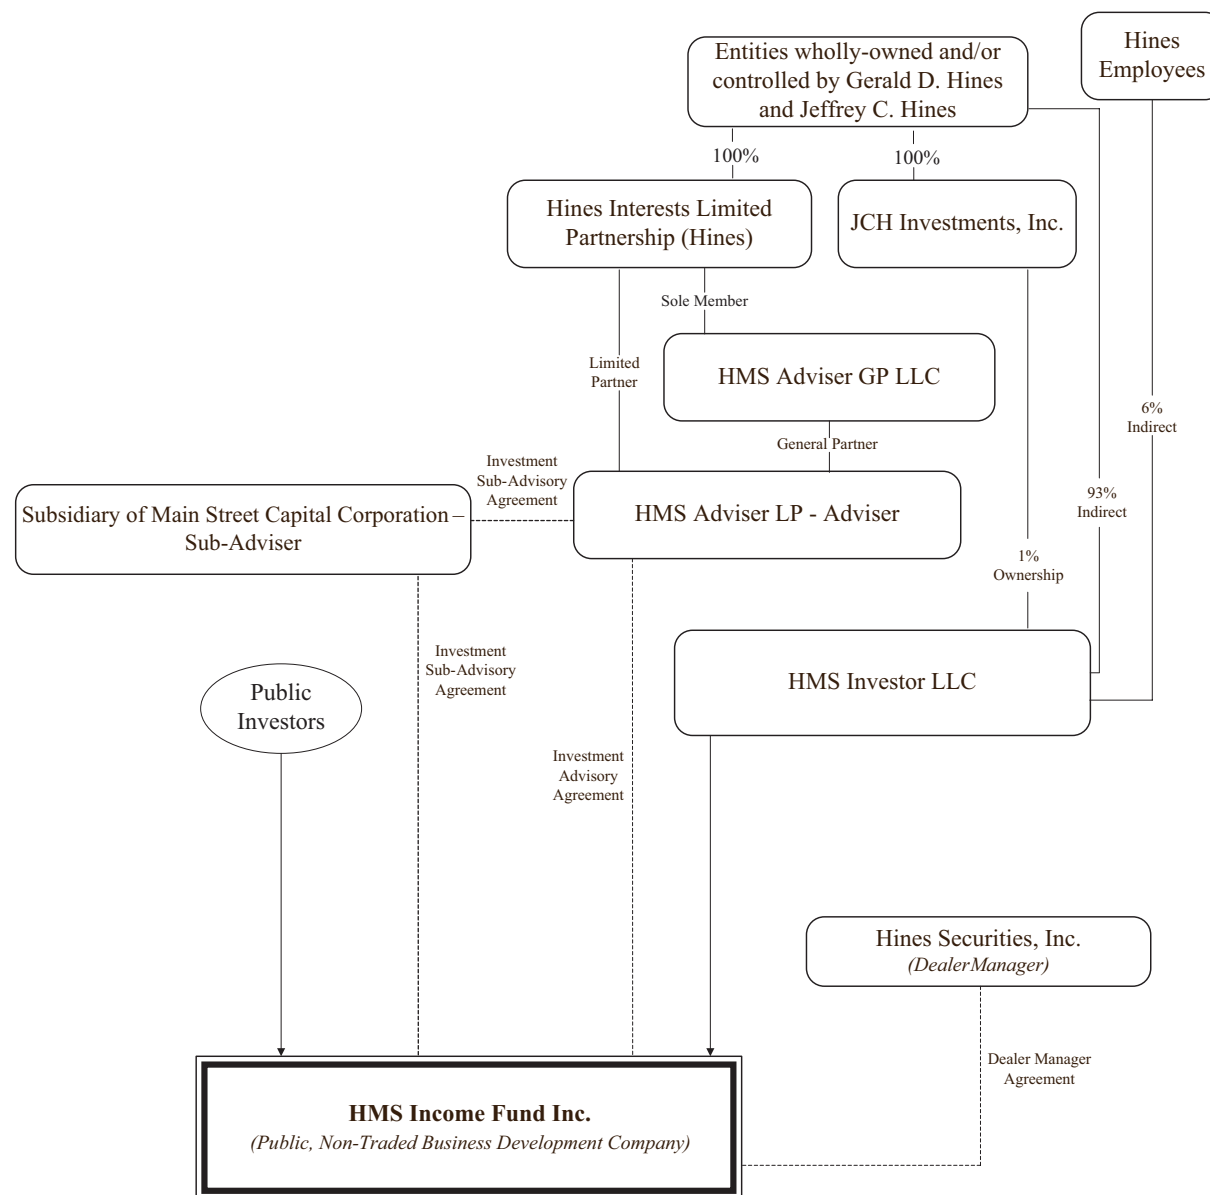 Hines
Employees
Entities wholly-owned and/or
controlled by Gerald D. Hines
and Jeffrey C. Hines
100%
100%
Hines Interests Limited
Partnership (Hines)
JCH Investments, Inc.
Sole Member
Limited
Partner
HMS Adviser GP LLC
6%
Indirect
General Partner
Investment
Sub-Advisory
Agreement
93%
Indirect
Subsidiary of Main Street Capital Corporation –
Sub-Adviser
HMS Adviser LP - Adviser
1%
Ownership
Investment
Sub-Advisory
Agreement
HMS Investor LLC
Public
Investors
Investment
Advisory
Agreement
Hines Securities, Inc.
(DealerManager)
Dealer Manager
Agreement
HMS Income Fund Inc.
(Public, Non-Traded Business Development Company)